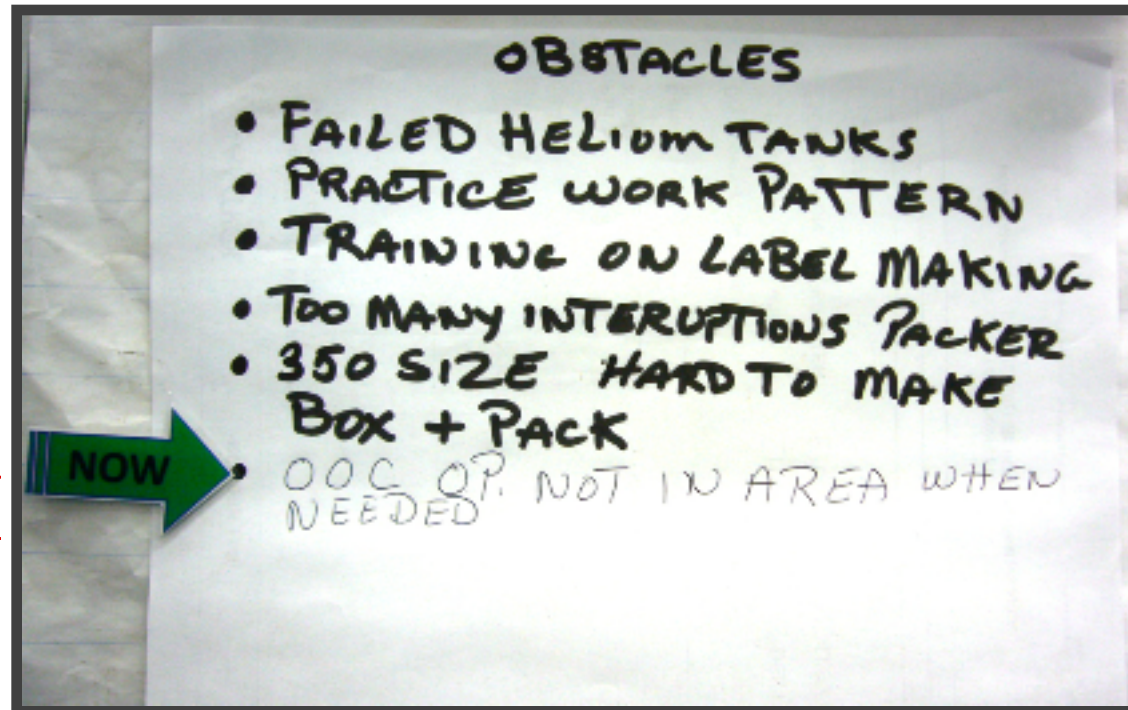 OBSTACLES
• FAILED HELIUM TANKS
• PRACTICE WORK PATTERN
• TRAINING ON LABEL MAKING
• TOO MANY INTERUPTIONS PACKER
• 350 SIZE HARD TO MAKE
BOX + PACK
NOW
• OOC OP. NOT IN AREA WHEN
NEEDED